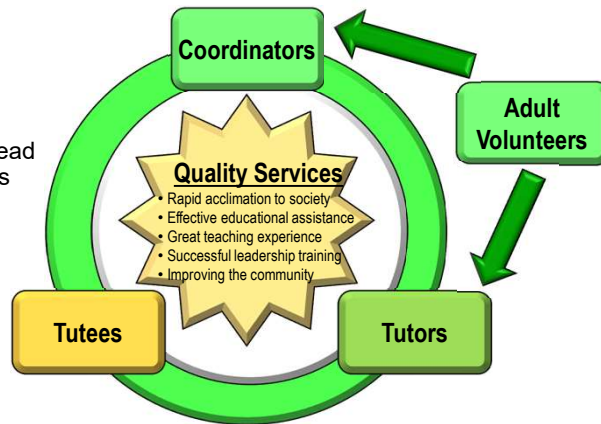 Coordinators
Adult
Volunteers
Quality Services
• Rapid acclimation to society
• Effective educational assistance
• Great teaching experience
• Successful leadership training
• Improving the community
Tutees
Tutors